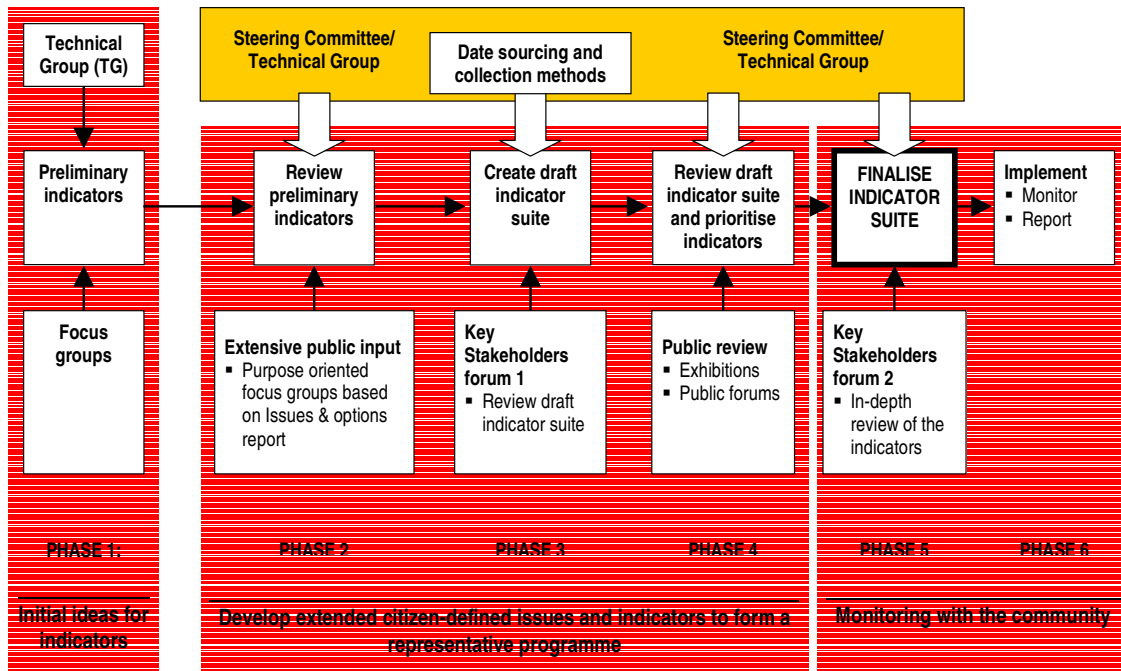 Technical
Group (TG)
Steering Committee/
Technical Group
Date sourcing and
collection methods
Steering Committee/
Technical Group
Preliminary
indicators
Review
preliminary
indicators
Create draft
indicator
suite
Review draft
indicator suite
and prioritise
indicators
FINALISE
INDICATOR
SUITE
Implement
▪ Monitor
▪ Report
Focus
groups
Extensive public input
▪ Purpose oriented
focus groups based
on Issues & options
report
Key
Stakeholders
forum 1
▪ Review draft
indicator suite
Public review
▪ Exhibitions
▪ Public forums
Key
Stakeholders
forum 2
▪ In-depth
review of the
indicators
PHASE 1:
PHASE 2
PHASE 3
PHASE 4
PHASE 5
PHASE 6
Initial ideas for
indicators
Develop extended citizen-defined issues and indicators to form a
representative programme
Monitoring with the community